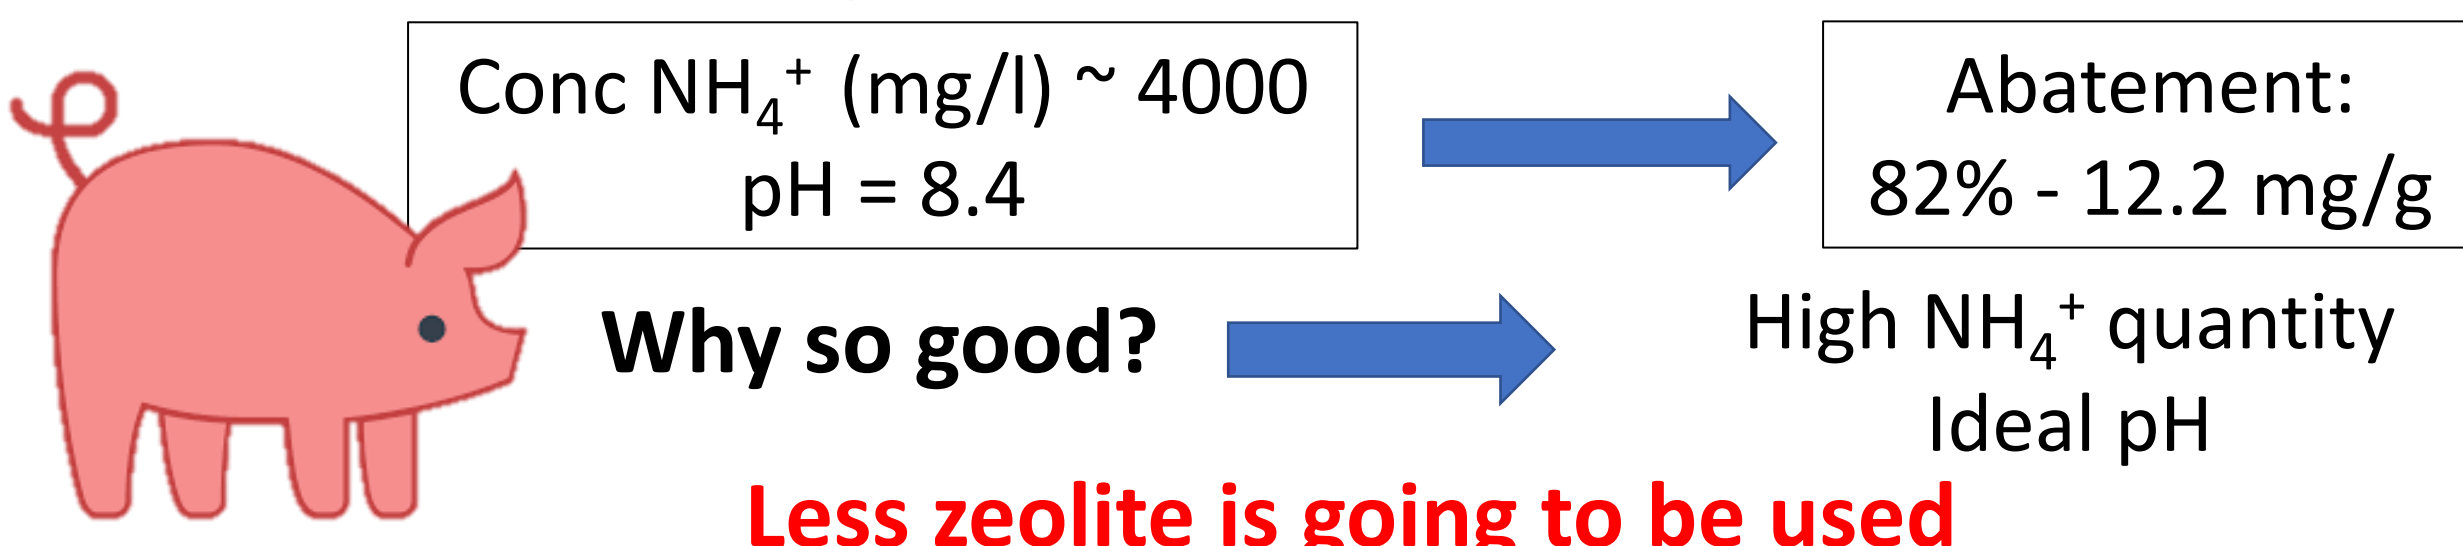 Conc NH₄⁺ (mg/l) ~ 4000
pH = 8.4
Abatement:
82% - 12.2 mg/g
Why so good?
High NH₄⁺ quantity
Ideal pH
Less zeolite is going to be used